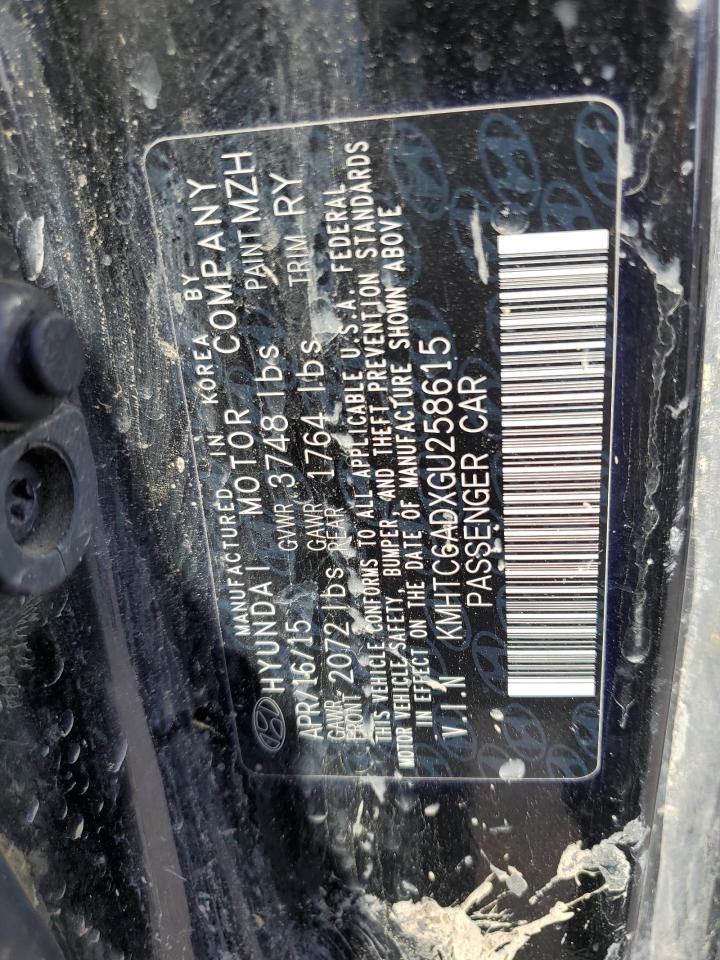 MANUFACTURED IN KOREA BY
HYUNDAI MOTOR COMPANY
APR/16/15 GVWR 3748 lbs PAINT MZH
GAWR FRONT 2072 lbs GAWR REAR 1764 lbs TRIM RY
THIS VEHICLE CONFORMS TO ALL APPLICABLE U.S.A. FEDERAL
MOTOR VEHICLE SAFETY, BUMPER, AND THEFT PREVENTION STANDARDS
IN EFFECT ON THE DATE OF MANUFACTURE SHOWN ABOVE
V.I.N KMHTC6ADXGU258615
PASSENGER CAR